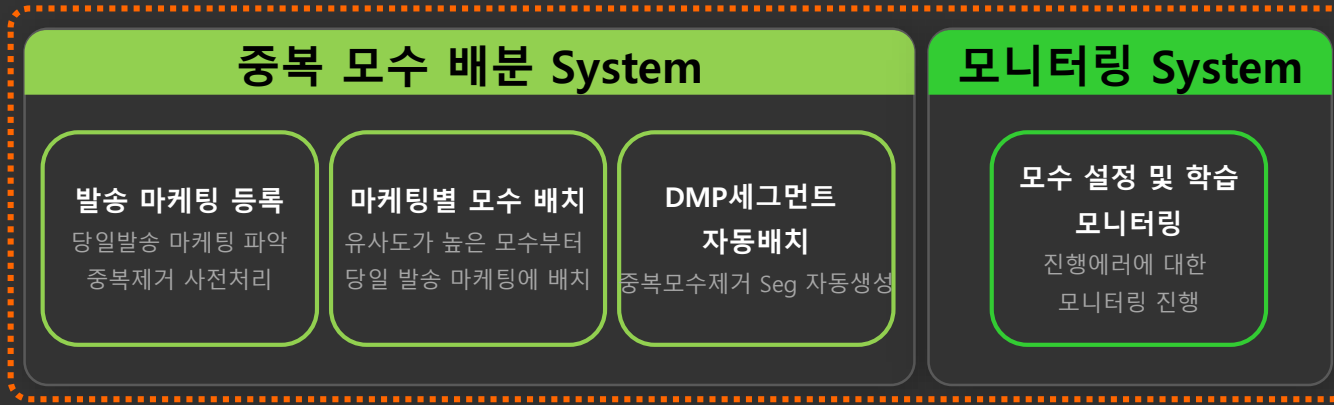 중복 모수 배분 System
발송 마케팅 등록
당일발송 마케팅 파악
중복제거 사전처리
마케팅별 모수 배치
유사도가 높은 모수부터
당일 발송 마케팅에 배치
DMP세그먼트
자동배치
중복모수제거 Seg 자동생성
모니터링 System
모수 설정 및 학습
모니터링
진행에러에 대한
모니터링 진행